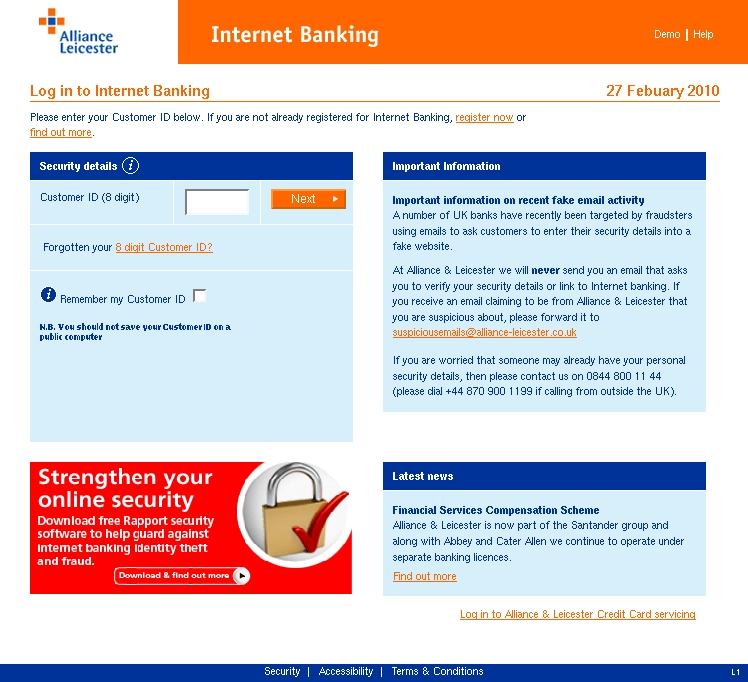 Alliance
Leicester
Internet Banking
Demo | Help
Log in to Internet Banking
27 Febuary 2010
Please enter your Customer ID below. If you are not already registered for Internet Banking, register now or
find out more.
Security details i
Customer ID (8 digit)
Next
Forgotten your 8 digit Customer ID?
i Remember my Customer ID
N.B. You should not save your Customer ID on a
public computer
Important Information
Important information on recent fake email activity
A number of UK banks have recently been targeted by fraudsters
using emails to ask customers to enter their security details into a
fake website.
At Alliance & Leicester we will never send you an email that asks
you to verify your security details or link to Internet banking. If
you receive an email claiming to be from Alliance & Leicester that
you are suspicious about, please forward it to
suspiciousemails@alliance-leicester.co.uk
If you are worried that someone may already have your personal
security details, then please contact us on 0844 800 11 44
(please dial +44 870 900 1199 if calling from outside the UK).
Strengthen your
online security
Download free Rapport security
software to help guard against
internet banking identity theft
and fraud.
Download & find out more
Latest news
Financial Services Compensation Scheme
Alliance & Leicester is now part of the Santander group and
along with Abbey and Cater Allen we continue to operate under
separate banking licences.
Find out more
Log in to Alliance & Leicester Credit Card servicing
Security | Accessibility | Terms & Conditions
L1